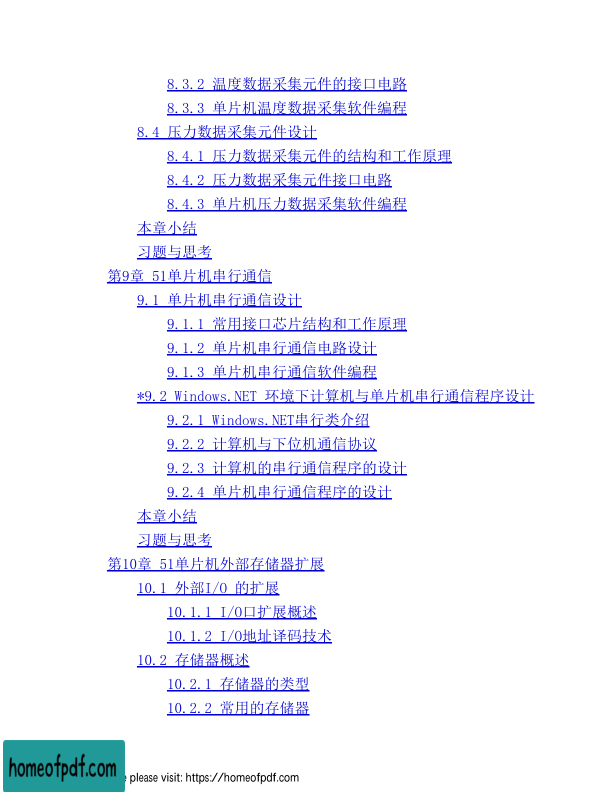 8.3.2 温度数据采集元件的接口电路
8.3.3 单片机温度数据采集软件编程
8.4 压力数据采集元件设计
8.4.1 压力数据采集元件的结构和工作原理
8.4.2 压力数据采集元件接口电路
8.4.3 单片机压力数据采集软件编程
本章小结
习题与思考
第9章 51单片机串行通信
9.1 单片机串行通信设计
9.1.1 常用接口芯片结构和工作原理
9.1.2 单片机串行通信电路设计
9.1.3 单片机串行通信软件编程
*9.2 Windows.NET 环境下计算机与单片机串行通信程序设计
9.2.1 Windows.NET串行类介绍
9.2.2 计算机与下位机通信协议
9.2.3 计算机的串行通信程序的设计
9.2.4 单片机串行通信程序的设计
本章小结
习题与思考
第10章 51单片机外部存储器扩展
10.1 外部I/O 的扩展
10.1.1 I/O口扩展概述
10.1.2 I/O地址译码技术
10.2 存储器概述
10.2.1 存储器的类型
10.2.2 常用的存储器
homeofpdf.com
please visit: https://homeofpdf.com